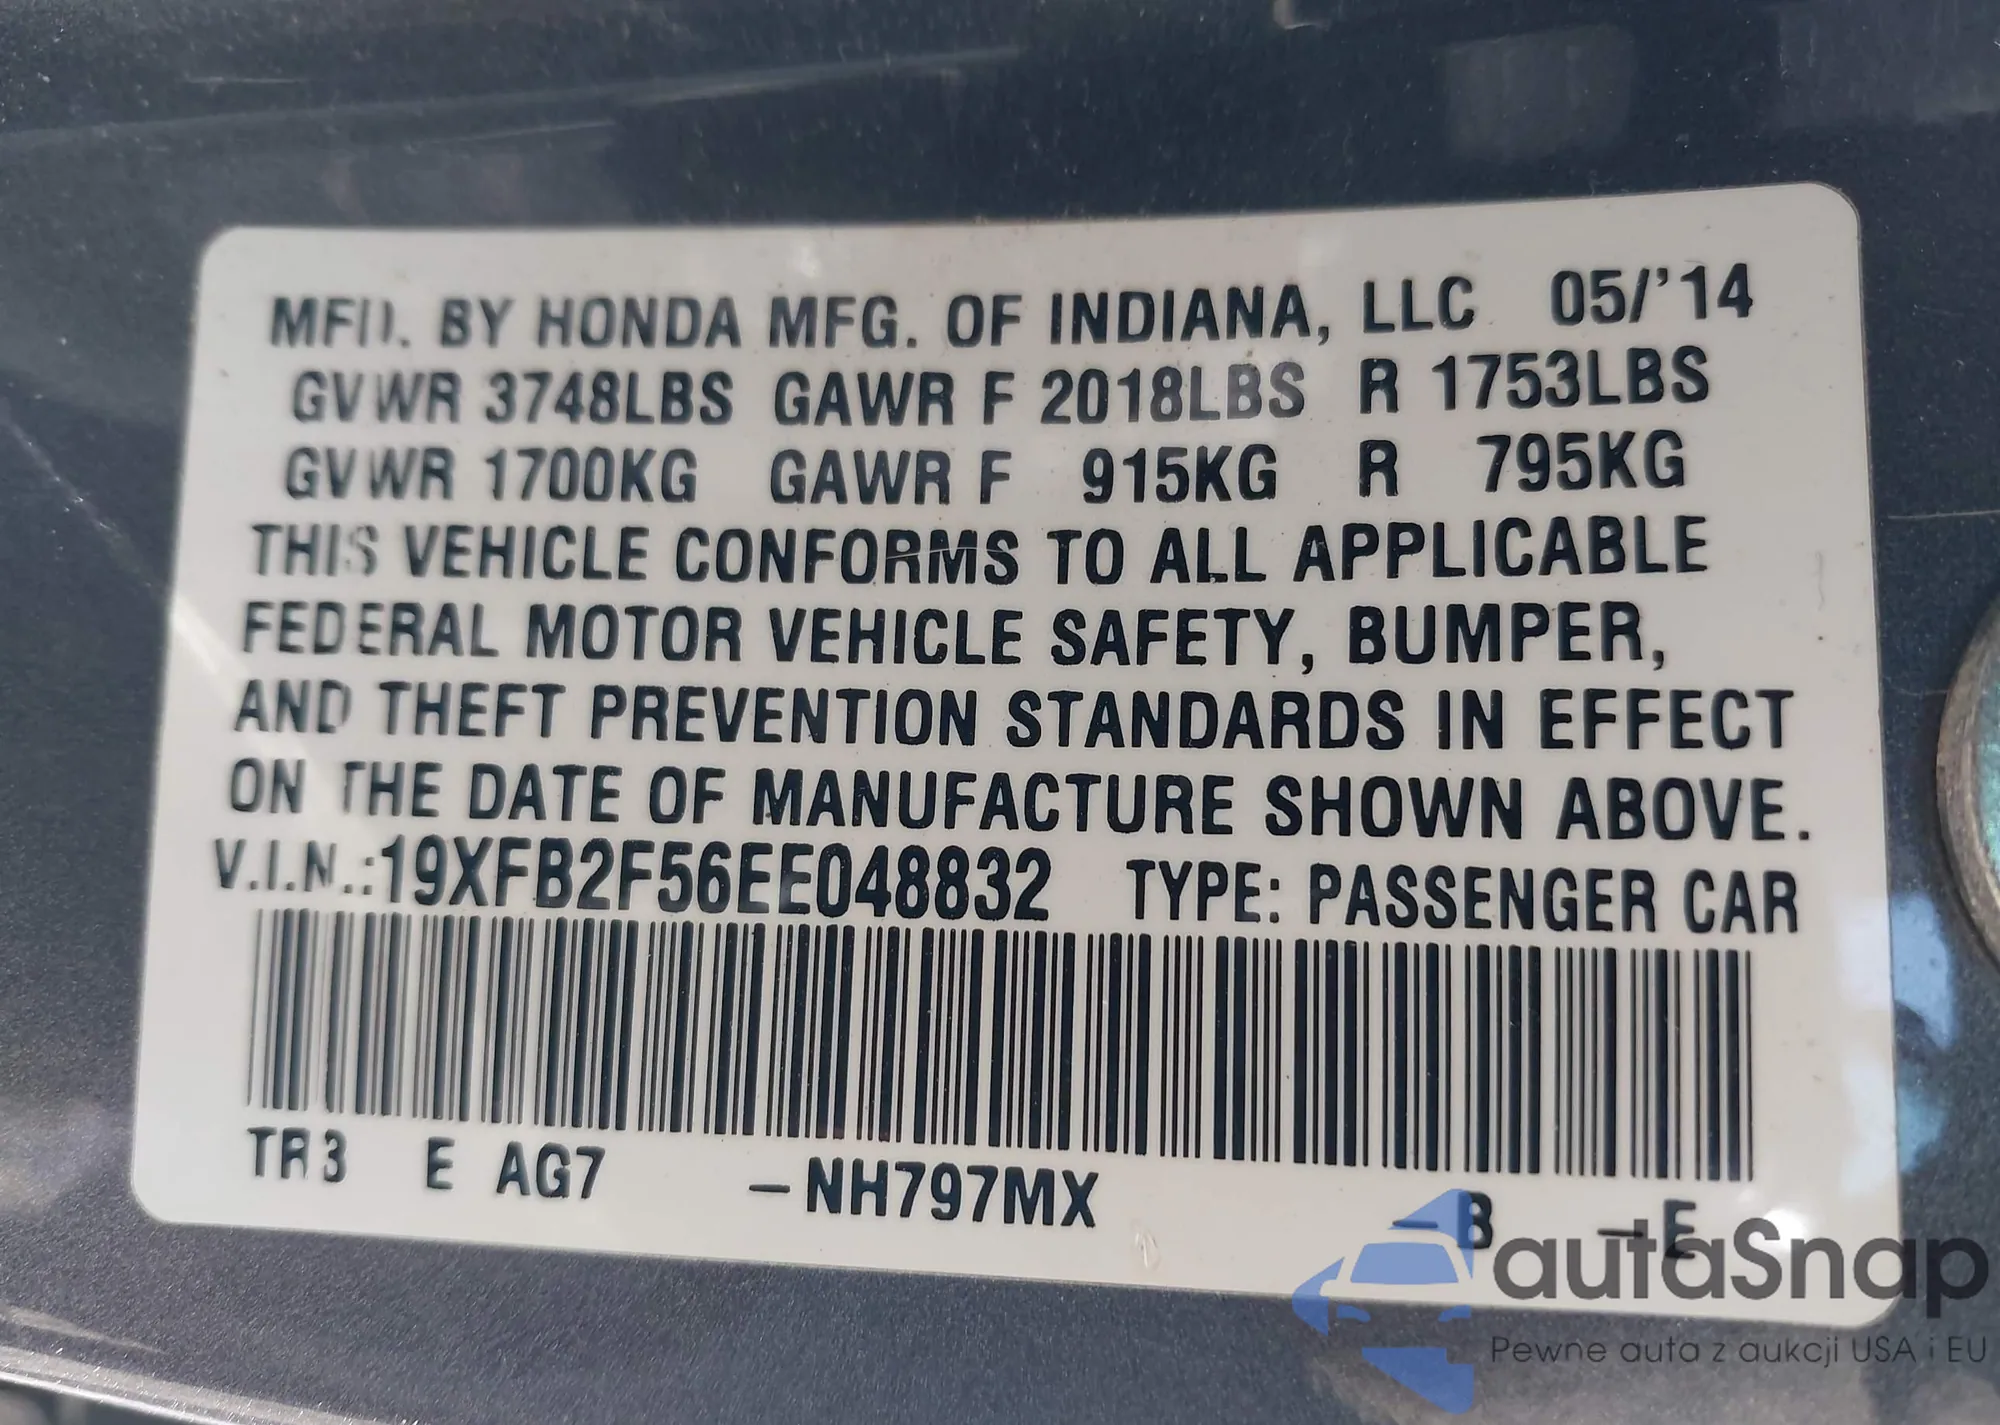 MFD. BY HONDA MFG. OF INDIANA, LLC 05/'14
GVWR 3748LBS GAWR F 2018LBS R 1753LBS
GVWR 1700KG GAWR F 915KG R 795KG
THIS VEHICLE CONFORMS TO ALL APPLICABLE
FEDERAL MOTOR VEHICLE SAFETY, BUMPER,
AND THEFT PREVENTION STANDARDS IN EFFECT
ON THE DATE OF MANUFACTURE SHOWN ABOVE.
V.I.N.:19XFB2F56EE048832 TYPE: PASSENGER CAR
TR3 E AG7 –NH797MX –B –E
autaSnap
Pewne auta z aukcji USA i EU